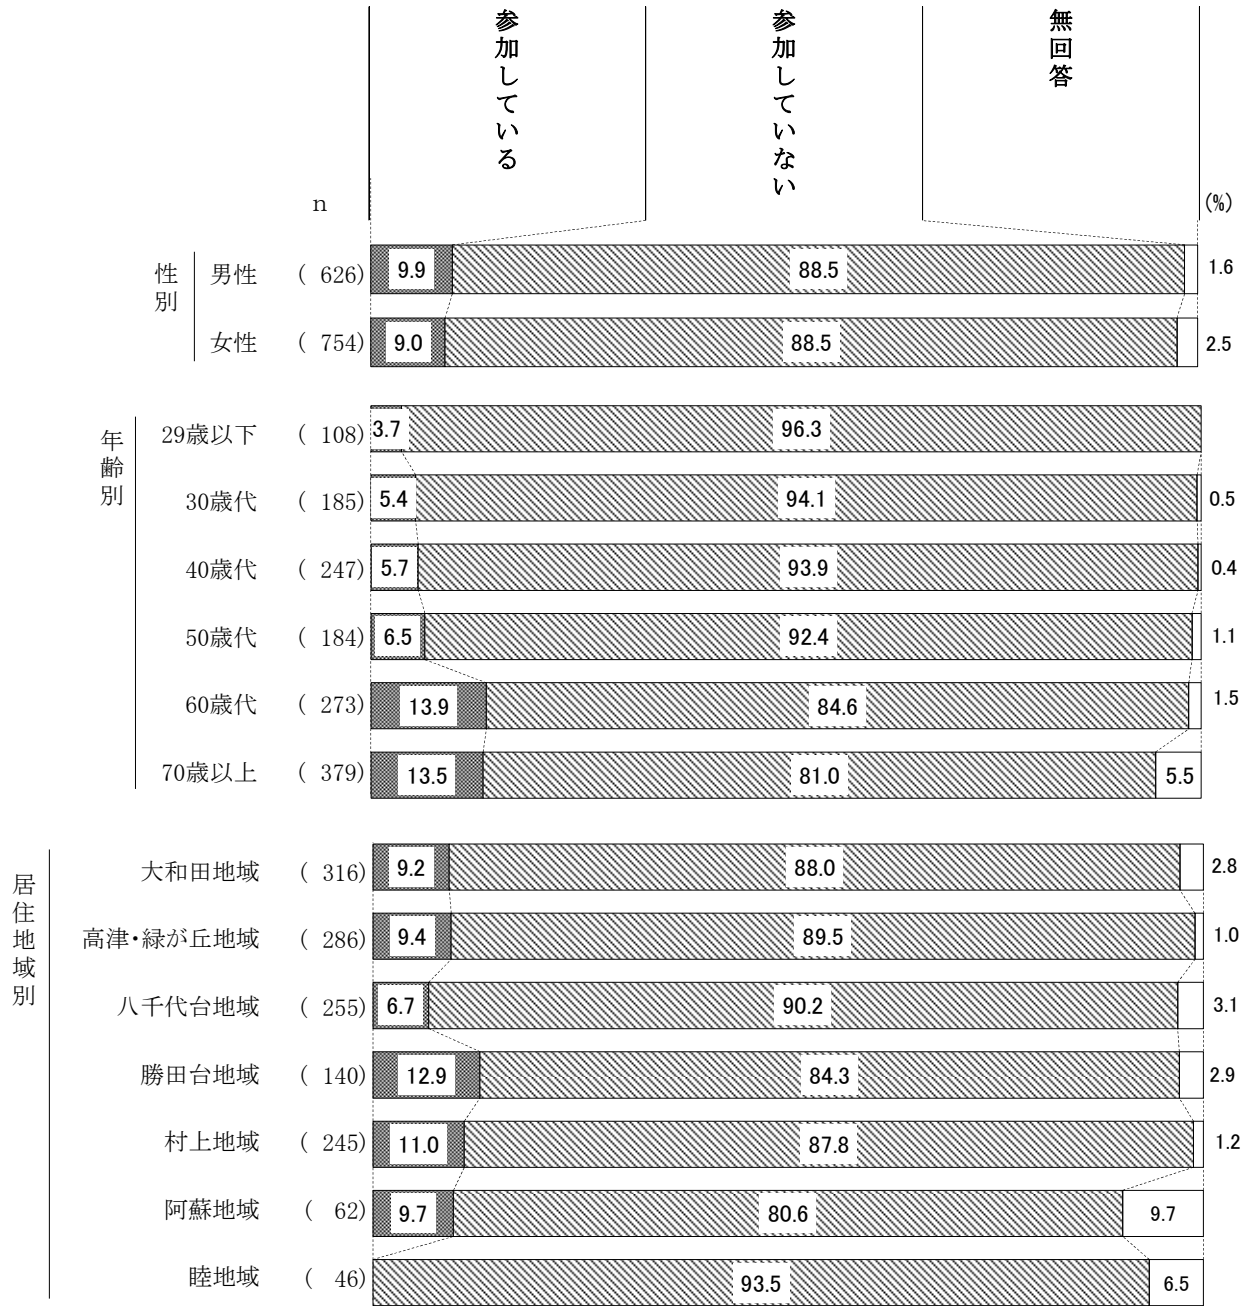 参加している
参加していない
無回答
n
(%)
性別
男性 ( 626) 9.9 88.5 1.6
女性 ( 754) 9.0 88.5 2.5
年齢別
29歳以下 ( 108) 3.7 96.3
30歳代 ( 185) 5.4 94.1 0.5
40歳代 ( 247) 5.7 93.9 0.4
50歳代 ( 184) 6.5 92.4 1.1
60歳代 ( 273) 13.9 84.6 1.5
70歳以上 ( 379) 13.5 81.0 5.5
居住地域別
大和田地域 ( 316) 9.2 88.0 2.8
高津・緑が丘地域 ( 286) 9.4 89.5 1.0
八千代台地域 ( 255) 6.7 90.2 3.1
勝田台地域 ( 140) 12.9 84.3 2.9
村上地域 ( 245) 11.0 87.8 1.2
阿蘇地域 ( 62) 9.7 80.6 9.7
睦地域 ( 46) 93.5 6.5